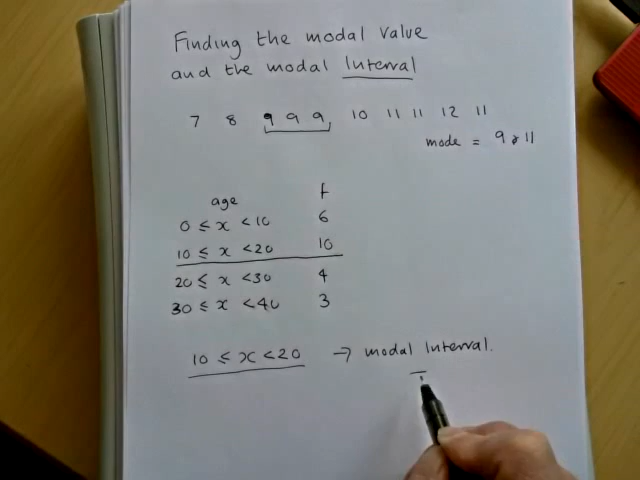 Finding the modal value
and the modal Interval
7 8 9 9 9 10 11 11 12 11
mode = 9 & 11
age f
0 ≤ x < 10 6
10 ≤ x < 20 10
20 ≤ x < 30 4
30 ≤ x < 40 3
10 ≤ x < 20 → modal Interval.